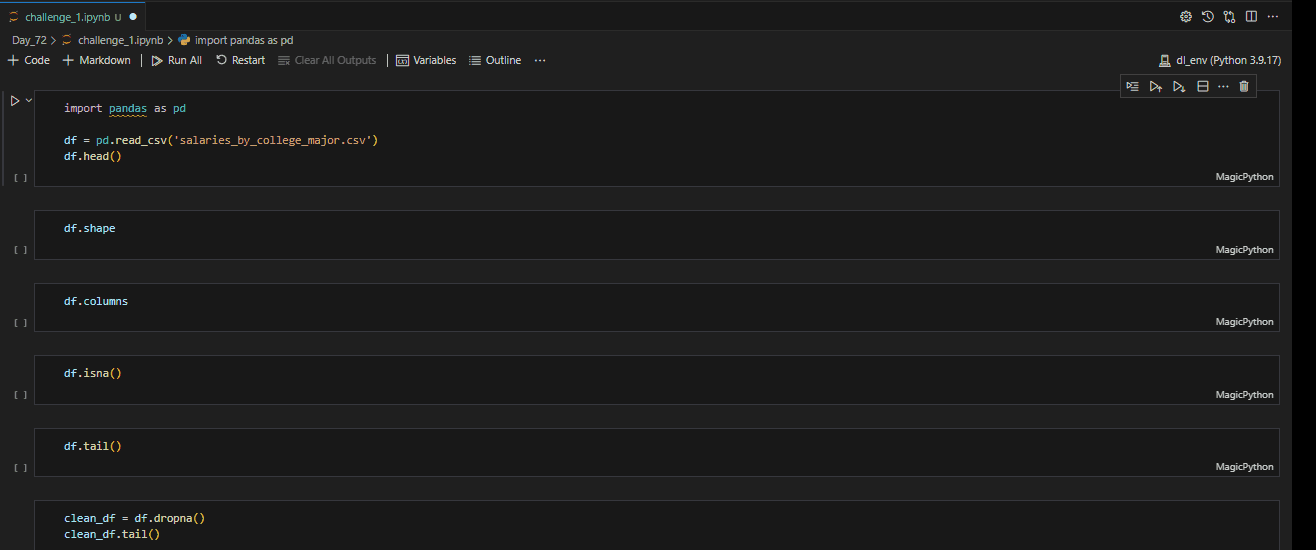 challenge_1.ipynb U
Day_72 > challenge_1.ipynb > import pandas as pd
+ Code + Markdown | Run All Restart Clear All Outputs | Variables Outline ...
dl_env (Python 3.9.17)
import pandas as pd
df = pd.read_csv('salaries_by_college_major.csv')
df.head()
[ ]
MagicPython
df.shape
[ ]
MagicPython
df.columns
[ ]
MagicPython
df.isna()
[ ]
MagicPython
df.tail()
[ ]
MagicPython
clean_df = df.dropna()
clean_df.tail()